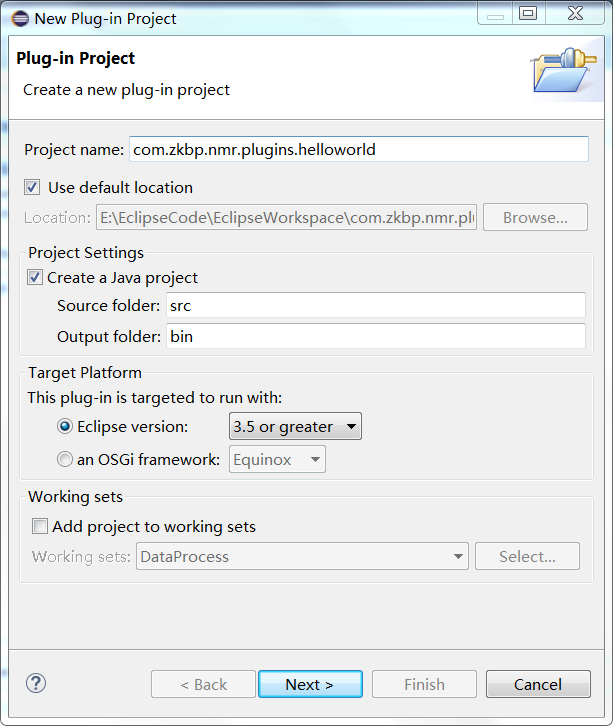 New Plug-in Project
Plug-in Project
Create a new plug-in project
Project name: com.zkbp.nmr.plugins.helloworld
Use default location
Location: E:\EclipseCode\EclipseWorkspace\com.zkbp.nmr.plu Browse...
Project Settings
Create a Java project
Source folder: src
Output folder: bin
Target Platform
This plug-in is targeted to run with:
Eclipse version: 3.5 or greater
an OSGi framework: Equinox
Working sets
Add project to working sets
Working sets: DataProcess Select...
? < Back Next > Finish Cancel